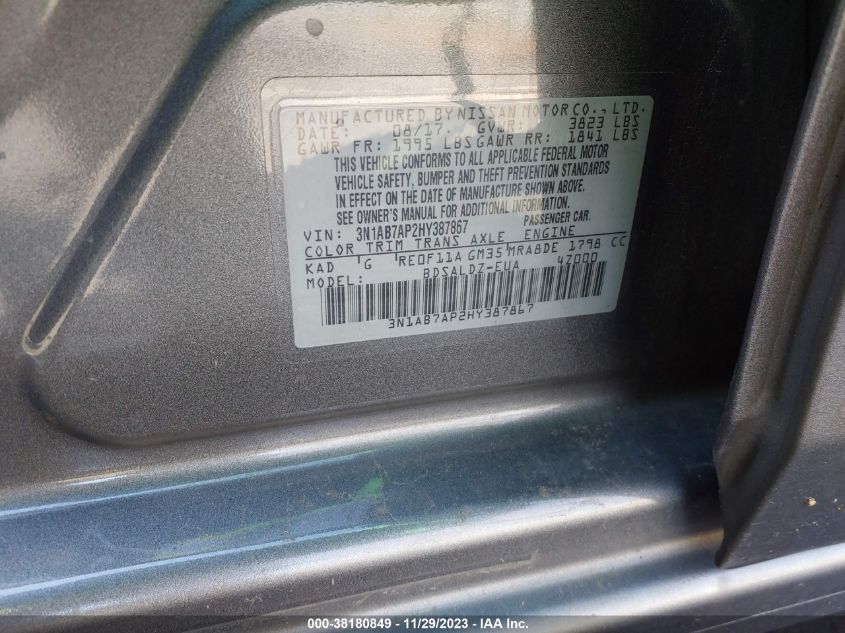 MANUFACTURED BY NISSAN MOTOR CO., LTD.
DATE: 08/17. GVWR: 3823 LBS
GAWR FR: 1995 LBS GAWR RR: 1841 LBS
THIS VEHICLE CONFORMS TO ALL APPLICABLE FEDERAL MOTOR
VEHICLE SAFETY, BUMPER AND THEFT PREVENTION STANDARDS
IN EFFECT ON THE DATE OF MANUFACTURE SHOWN ABOVE.
SEE OWNER'S MANUAL FOR ADDITIONAL INFORMATION.
VIN: 3N1AB7AP2HY387867 PASSENGER CAR.
COLOR TRIM TRANS AXLE ENGINE
KAD G RE0F11A GM35 MRA8DE 1798 CC
MODEL: BDSALDZ-EUA 4Z000
3N1AB7AP2HY387867
000-38180849 - 11/29/2023 - IAAI.com